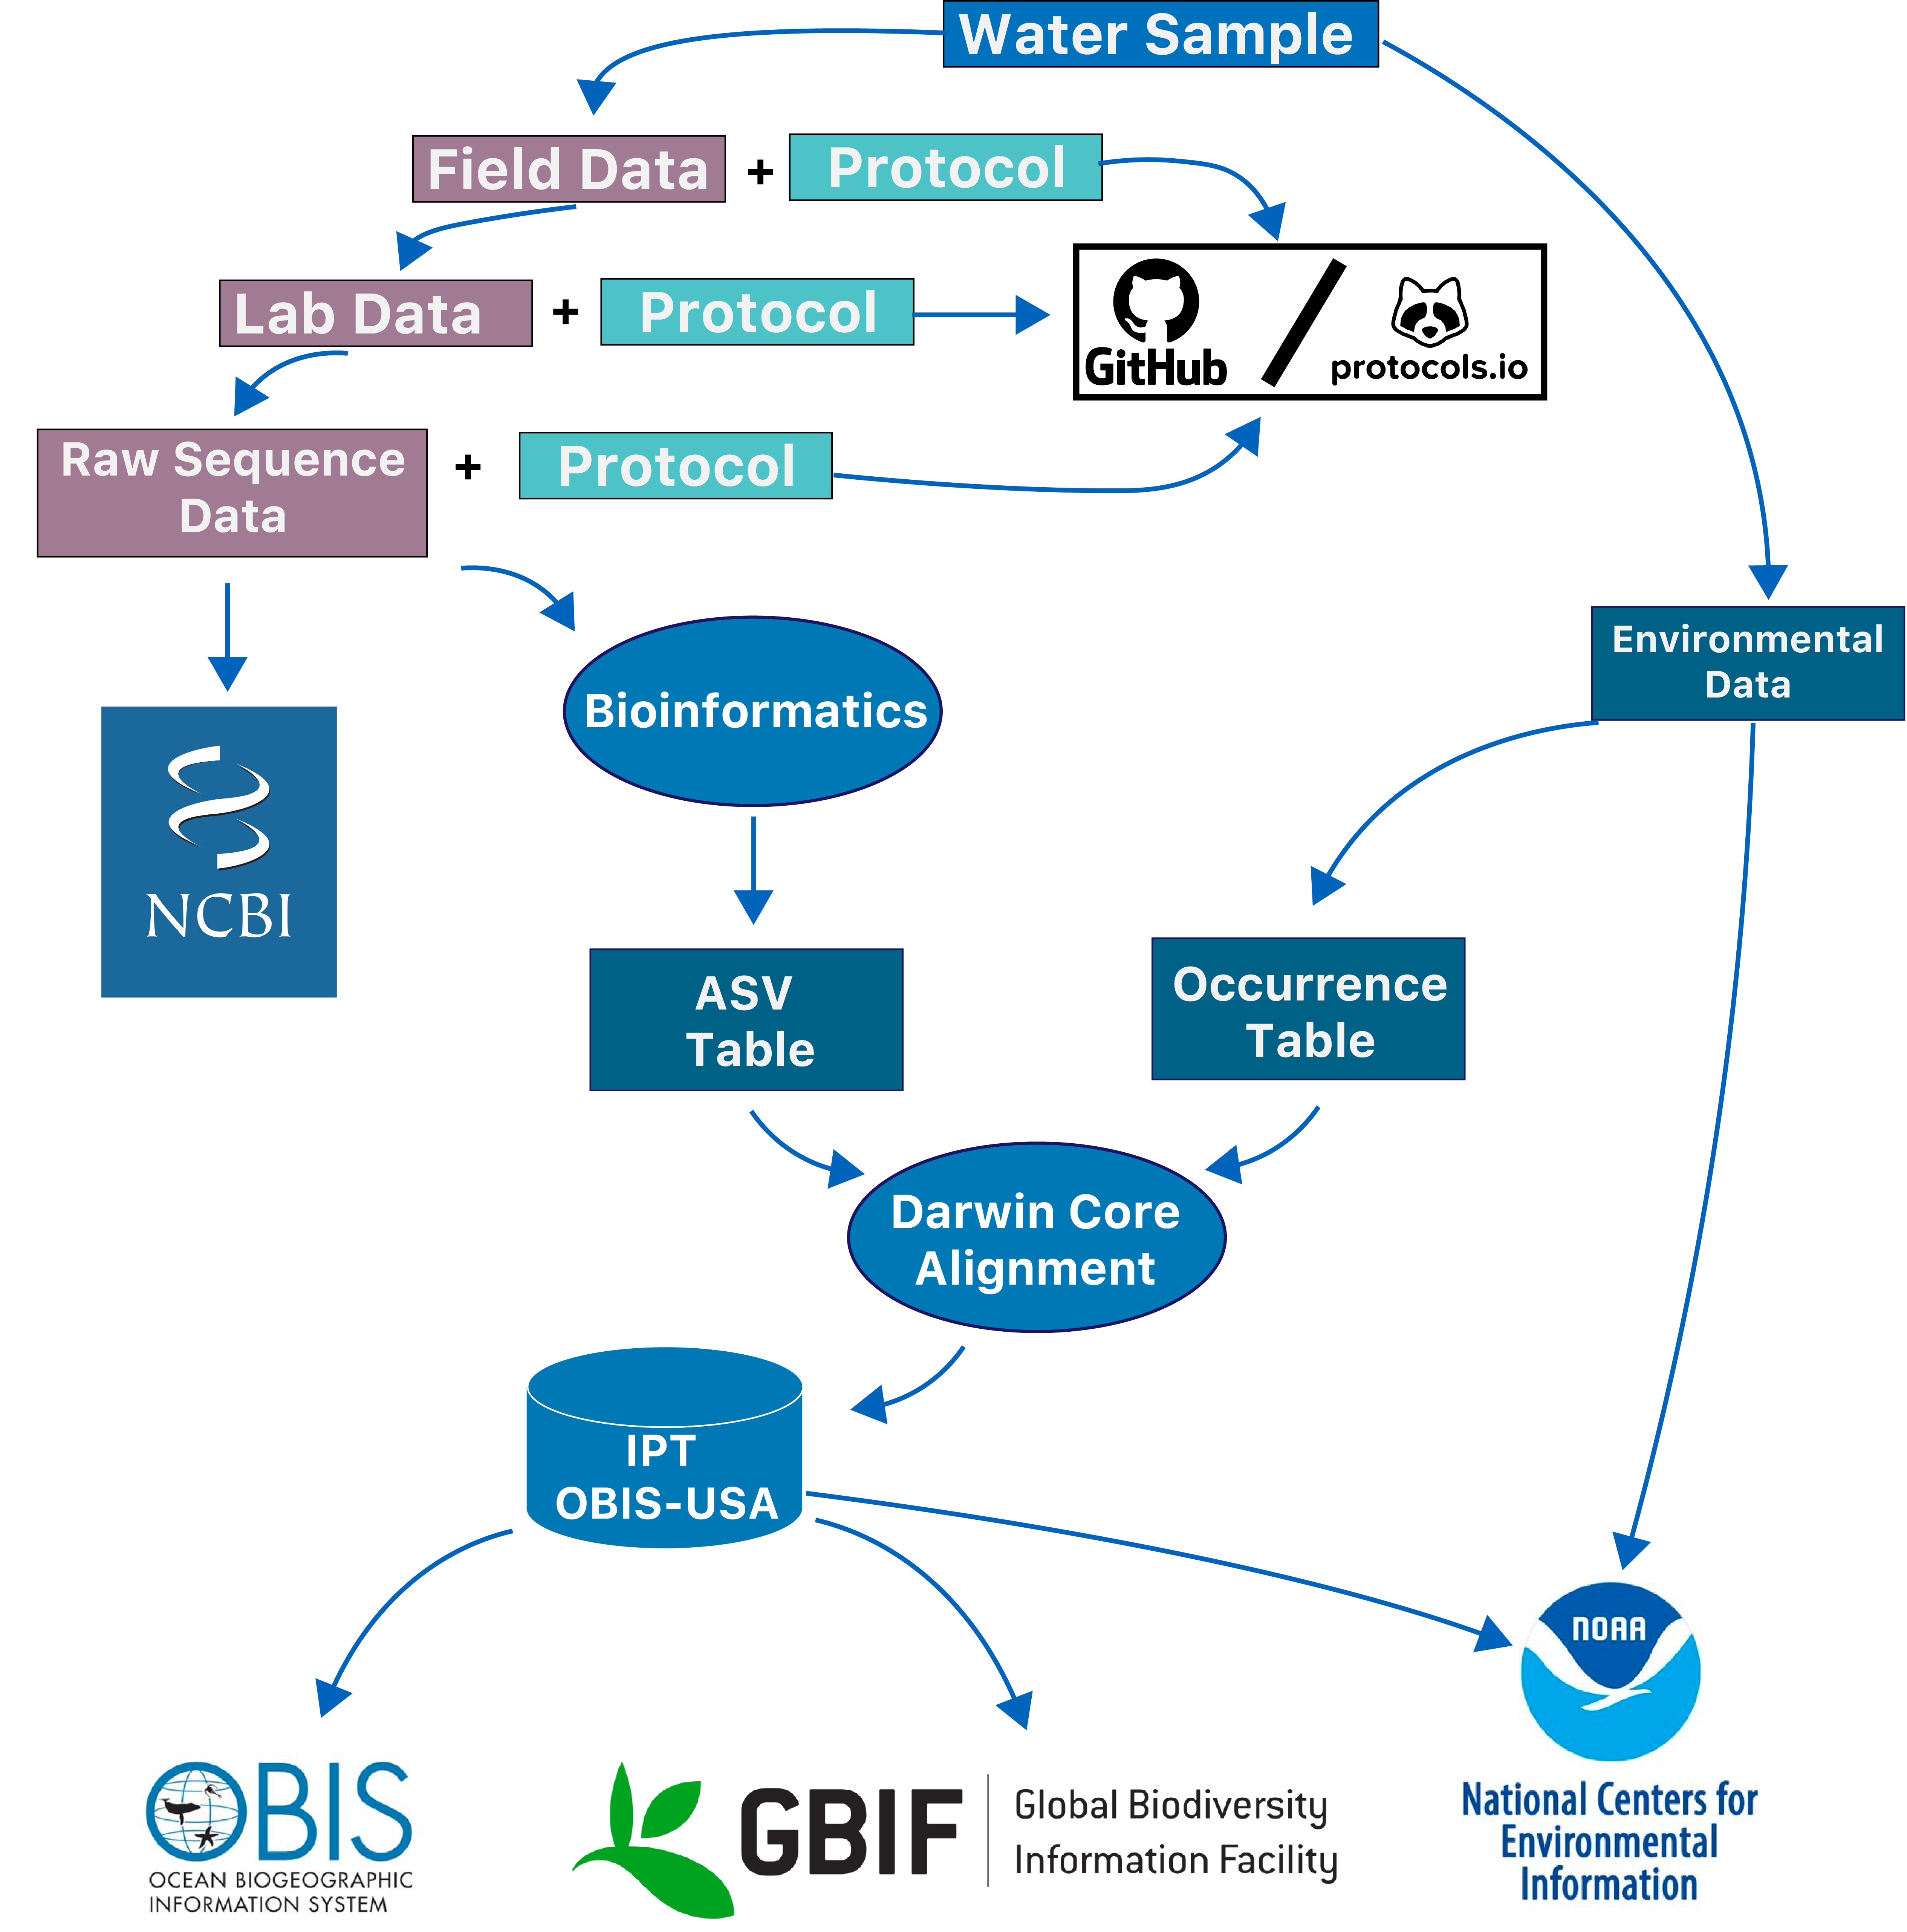 Water Sample
Field Data + Protocol
Lab Data + Protocol
GitHub / protocols.io
Raw Sequence
Data
+ Protocol
Environmental
Data
Bioinformatics
NCBI
ASV
Table
Occurrence
Table
Darwin Core
Alignment
IPT
OBIS-USA
NOAA
National Centers for
Environmental
Information
OBIS
OCEAN BIOGEOGRAPHIC
INFORMATION SYSTEM
GBIF
Global Biodiversity
Information Facility